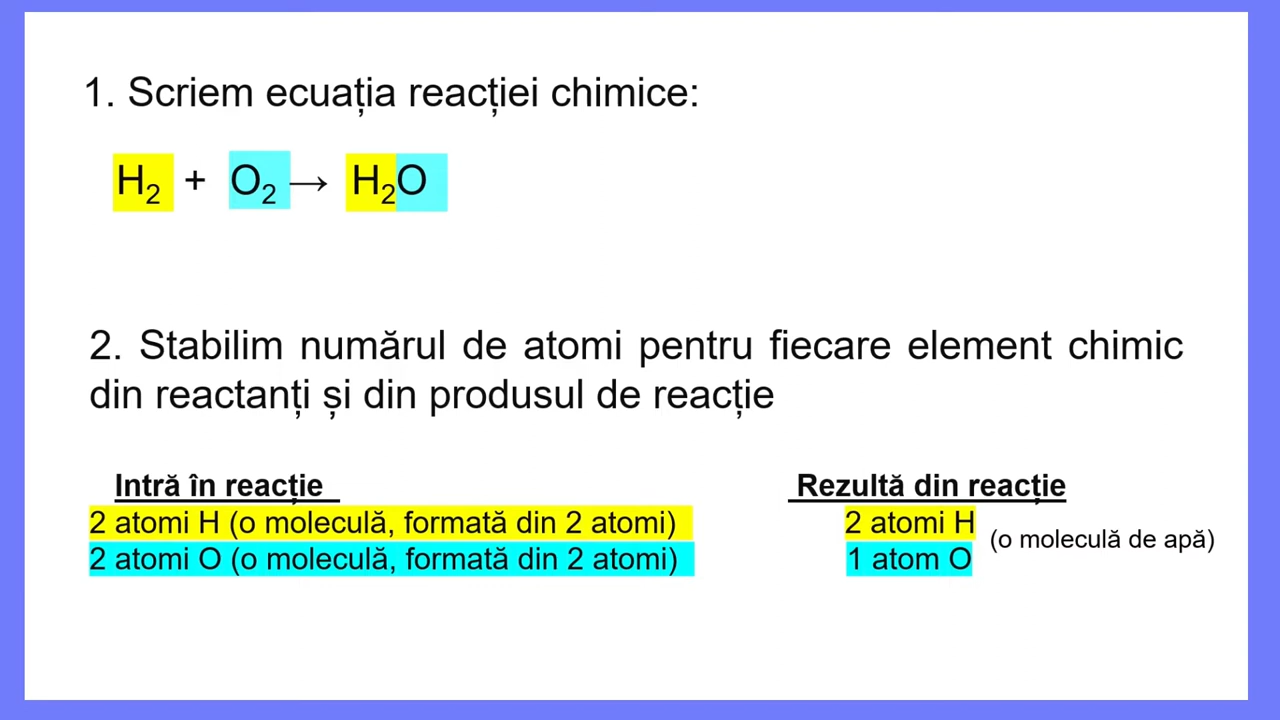 1. Scriem ecuația reacției chimice:
H₂ + O₂ → H₂O
2. Stabilim numărul de atomi pentru fiecare element chimic
din reactanți și din produsul de reacție
Intră în reacție
2 atomi H (o moleculă, formată din 2 atomi)
2 atomi O (o moleculă, formată din 2 atomi)
Rezultă din reacție
2 atomi H
1 atom O
(o moleculă de apă)